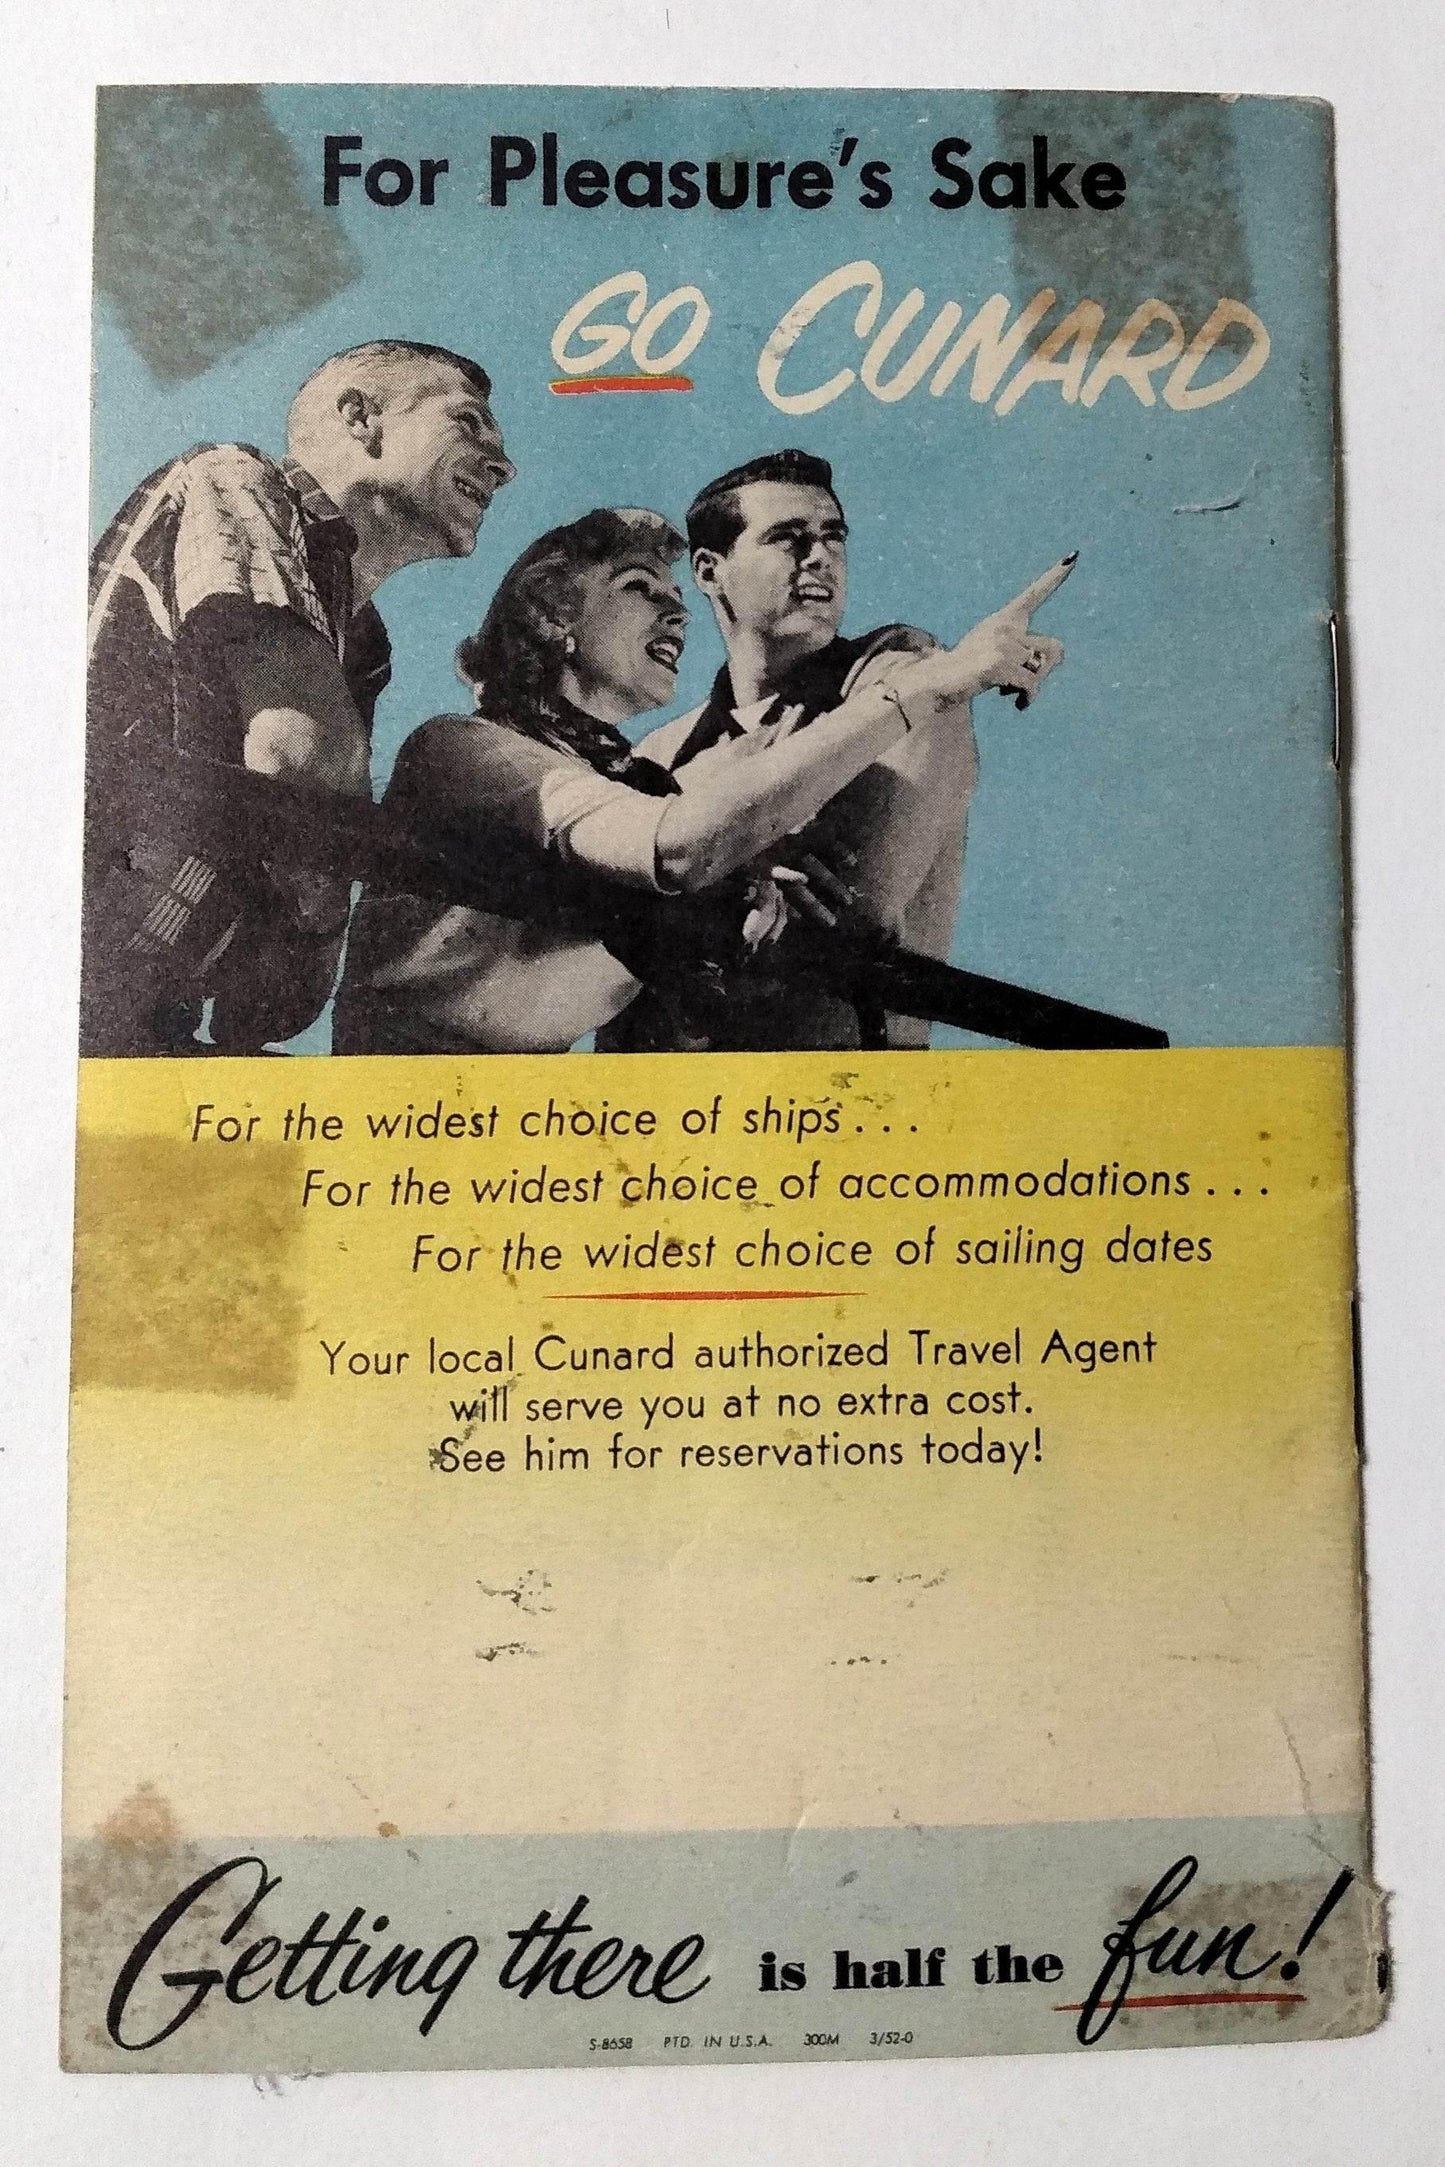 For Pleasure's Sake
GO CUNARD
For the widest choice of ships...
For the widest choice of accommodations...
For the widest choice of sailing dates
Your local Cunard authorized Travel Agent
will serve you at no extra cost.
See him for reservations today!
Getting there is half the fun!
S-8658 PTD. IN U.S.A. 300M 3/52-0